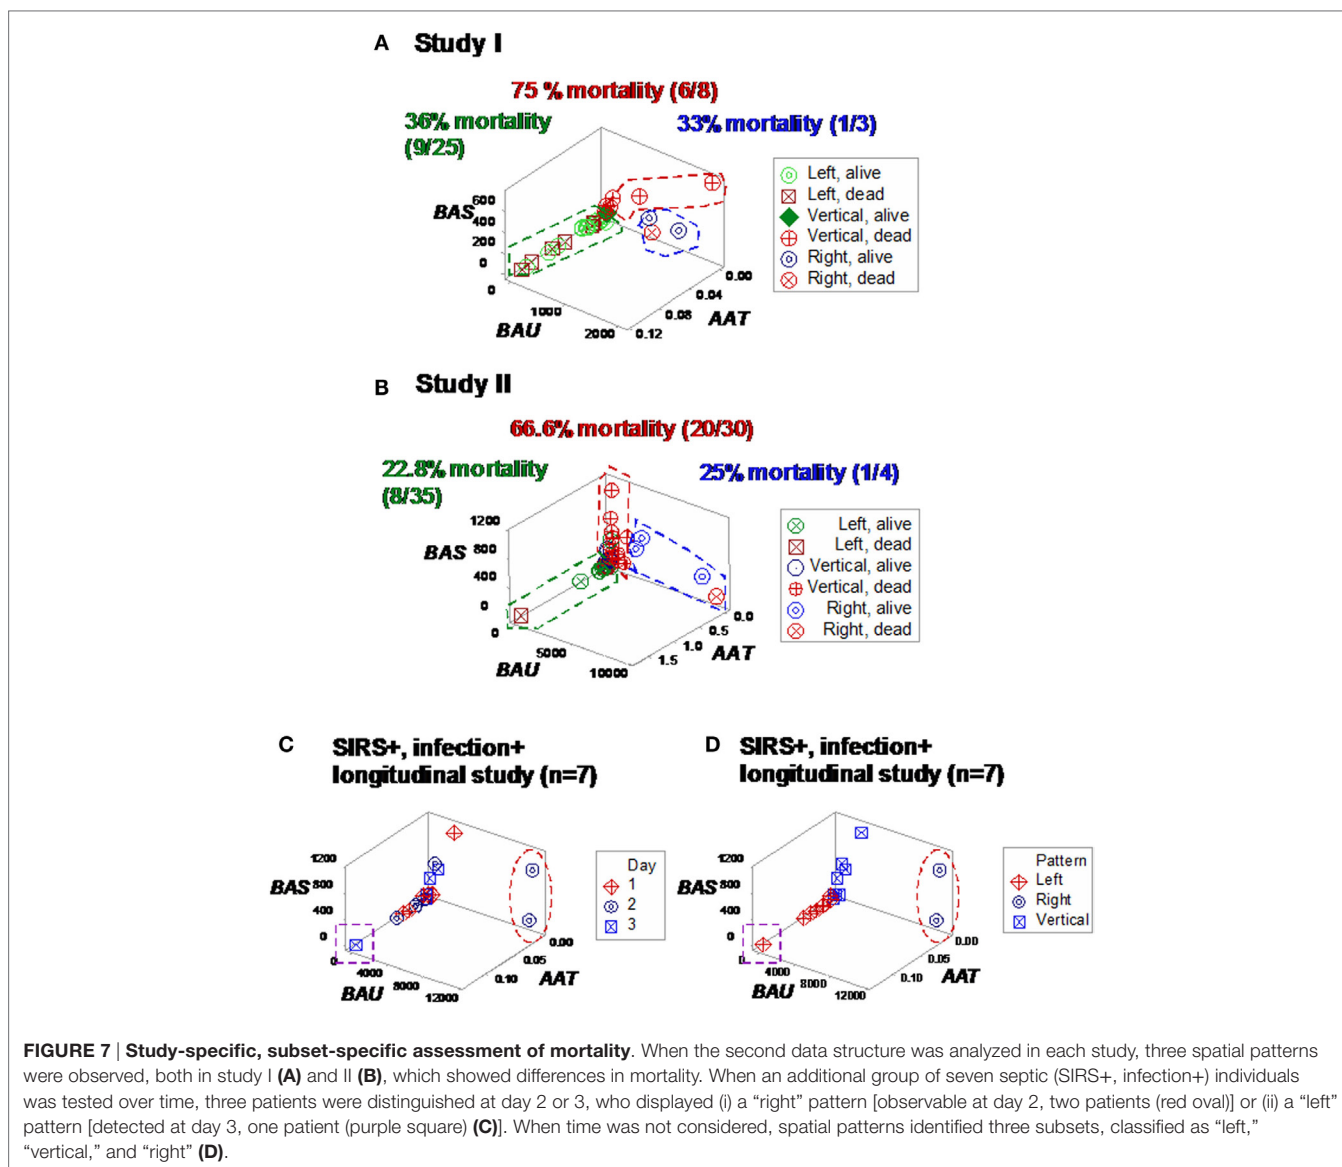 A Study I
75 % mortality (6/8)
36% mortality
(9/25)
33% mortality (1/3)
BAS
600
400
200
0
0
1000
2000
BAU
0.00
0.04
0.08
0.12
AAT
Left, alive
Left, dead
Vertical, alive
Vertical, dead
Right, alive
Right, dead
B Study II
66.6% mortality (20/30)
22.8% mortality
(8/35)
25% mortality (1/4)
BAS
1200
800
400
0
0
5000
10000
BAU
0.0
0.5
1.0
1.5
AAT
Left, alive
Left, dead
Vertical, alive
Vertical, dead
Right, alive
Right, dead
C SIRS+, infection+
longitudinal study (n=7)
BAS
1200
800
400
0
0
4000
8000
12000
BAU
0.00
0.05
0.10
AAT
Day
1
2
3
D SIRS+, infection+
longitudinal study (n=7)
BAS
1200
800
400
0
0
4000
8000
12000
BAU
0.00
0.05
0.10
AAT
Pattern
Left
Right
Vertical
FIGURE 7 | Study-specific, subset-specific assessment of mortality. When the second data structure was analyzed in each study, three spatial patterns
were observed, both in study I (A) and II (B), which showed differences in mortality. When an additional group of seven septic (SIRS+, infection+) individuals
was tested over time, three patients were distinguished at day 2 or 3, who displayed (i) a “right” pattern [observable at day 2, two patients (red oval)] or (ii) a “left”
pattern [detected at day 3, one patient (purple square) (C)]. When time was not considered, spatial patterns identified three subsets, classified as “left,”
“vertical,” and “right” (D).